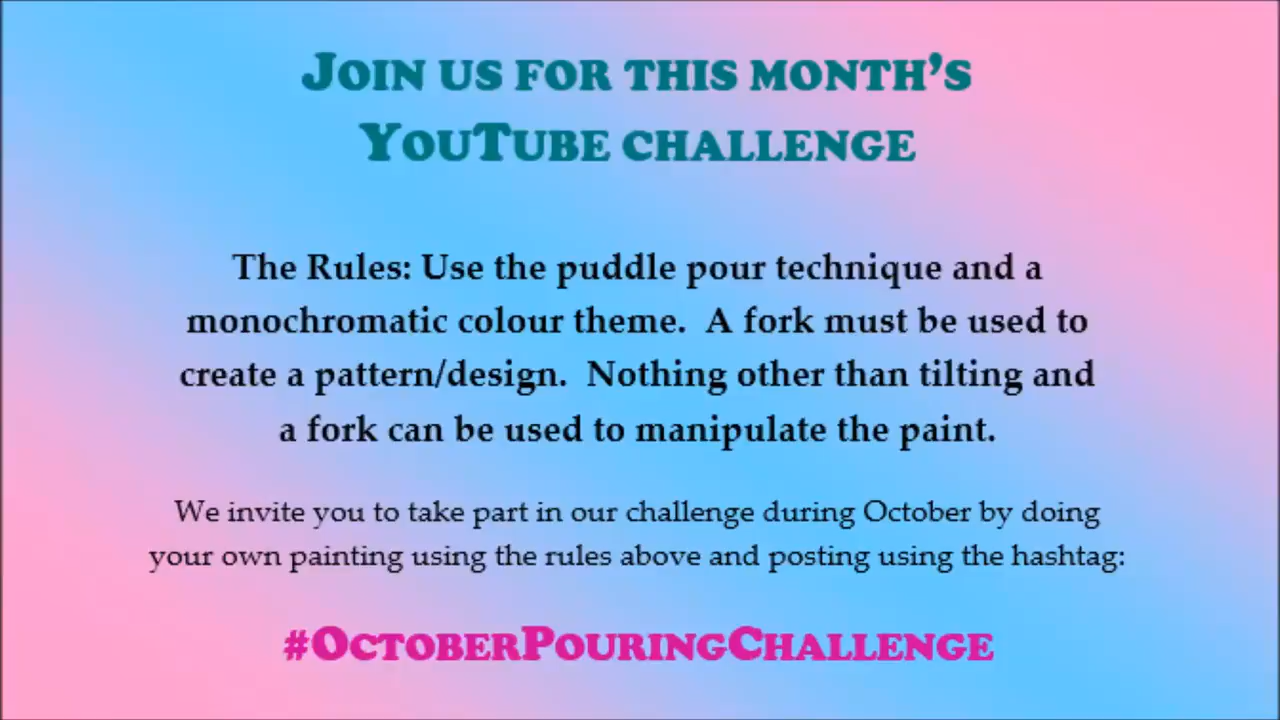 Join us for this month's
YouTube challenge
The Rules: Use the puddle pour technique and a
monochromatic colour theme.  A fork must be used to
create a pattern/design.  Nothing other than tilting and
a fork can be used to manipulate the paint.
We invite you to take part in our challenge during October by doing
your own painting using the rules above and posting using the hashtag:
#OctoberPouringChallenge